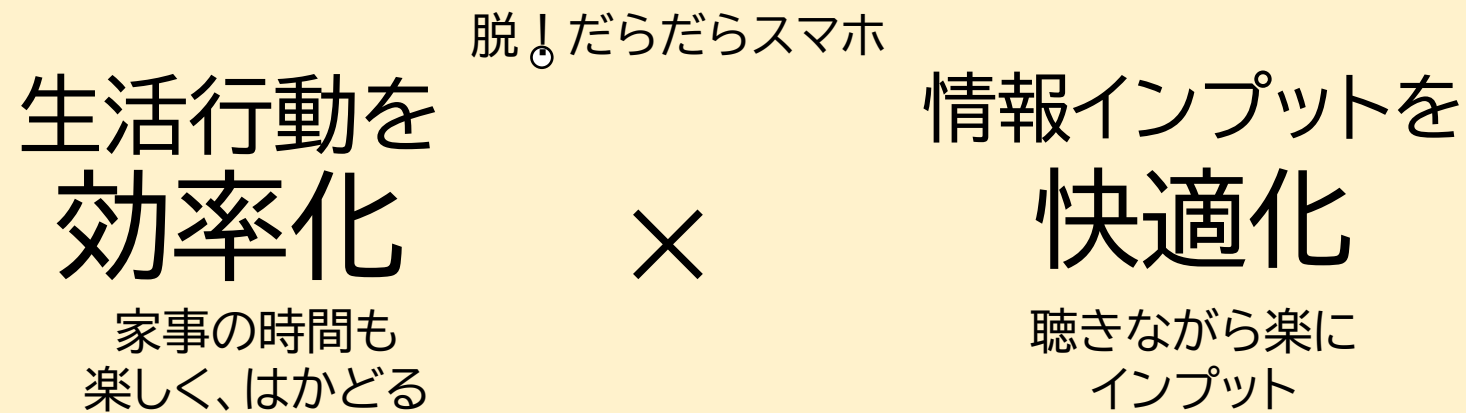 脱！だらだらスマホ
生活行動を
効率化
家事の時間も
楽しく、はかどる
×
情報インプットを
快適化
聴きながら楽に
インプット